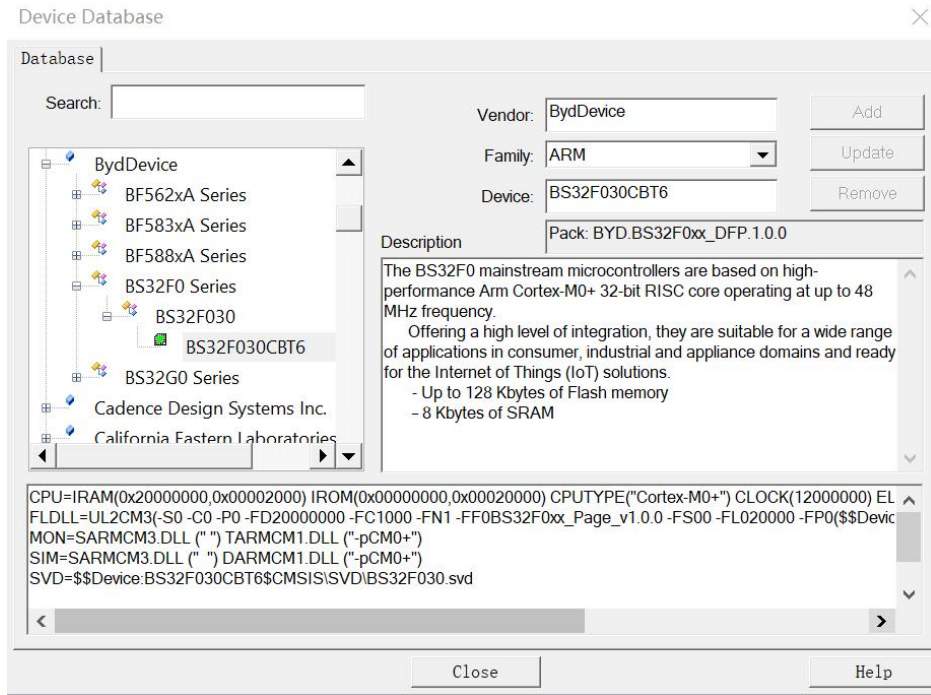 Device Database
Database
Search:
BydDevice
BF562xA Series
BF583xA Series
BF588xA Series
BS32F0 Series
BS32F030
BS32F030CBT6
BS32G0 Series
Cadence Design Systems Inc.
California Eastern Laboratories
Vendor: BydDevice
Family: ARM
Device: BS32F030CBT6
Add
Update
Remove
Description
Pack: BYD.BS32F0xx_DFP.1.0.0
The BS32F0 mainstream microcontrollers are based on high-
performance Arm Cortex-M0+ 32-bit RISC core operating at up to 48
MHz frequency.
Offering a high level of integration, they are suitable for a wide range
of applications in consumer, industrial and appliance domains and ready
for the Internet of Things (IoT) solutions.
- Up to 128 Kbytes of Flash memory
- 8 Kbytes of SRAM
CPU=IRAM(0x20000000,0x00002000) IROM(0x00000000,0x00020000) CPUTYPE("Cortex-M0+") CLOCK(12000000) EL
FLDLL=UL2CM3(-S0 -C0 -P0 -FD20000000 -FC1000 -FN1 -FF0BS32F0xx_Page_v1.0.0 -FS00 -FL020000 -FP0($$Devic
MON=SARMCM3.DLL (" ") TARMCM1.DLL ("-pCM0+")
SIM=SARMCM3.DLL ("  ") DARMCM1.DLL ("-pCM0+")
SVD=$$Device:BS32F030CBT6$CMSIS\SVD\BS32F030.svd
Close
Help